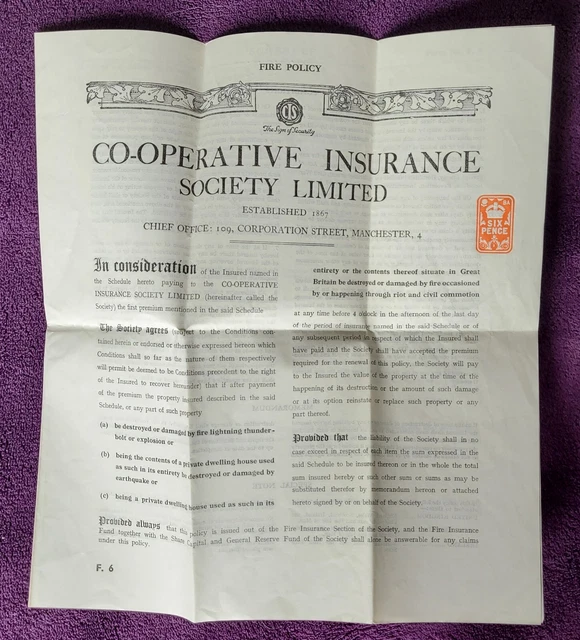 FIRE POLICY
CIS
The Sign of Security
CO-OPERATIVE INSURANCE
SOCIETY LIMITED
ESTABLISHED 1867
CHIEF OFFICE: 109, CORPORATION STREET, MANCHESTER, 4
SIX
PENCE
In consideration of the Insured named in
the Schedule hereto paying to the CO-OPERATIVE
INSURANCE SOCIETY LIMITED (hereinafter called the
Society) the first premium mentioned in the said Schedule
The Society agrees (subject to the Conditions con-
tained herein or endorsed or otherwise expressed hereon which
Conditions shall so far as the nature of them respectively
will permit be deemed to be Conditions precedent to the right
of the Insured to recover hereunder) that if after payment
of the premium the property insured described in the said
Schedule, or any part of such property
(a) be destroyed or damaged by fire lightning thunder-
bolt or explosion or
(b) being the contents of a private dwelling house used
as such in its entirety be destroyed or damaged by
earthquake or
(c) being a private dwelling house used as such in its
entirety or the contents thereof situate in Great
Britain be destroyed or damaged by fire occasioned
by or happening through riot and civil commotion
at any time before 4 o'clock in the afternoon of the last day
of the period of insurance named in the said Schedule or of
any subsequent period in respect of which the Insured shall
have paid and the Society shall have accepted the premium
required for the renewal of this policy, the Society will pay
to the Insured the value of the property at the time of the
happening of its destruction or the amount of such damage
or at its option reinstate or replace such property or any
part thereof.
Provided that the liability of the Society shall in no
case exceed in respect of each item the sum expressed in the
said Schedule to be insured thereon or in the whole the total
sum insured hereby or such other sum or sums as may be
substituted therefor by memorandum hereon or attached
hereto signed by or on behalf of the Society.
Provided always that this policy is issued out of the Fire Insurance Section of the Society, and the Fire Insurance
Fund together with the Share Capital and General Reserve Fund of the Society shall alone be answerable for any claims
under this policy.
F. 6